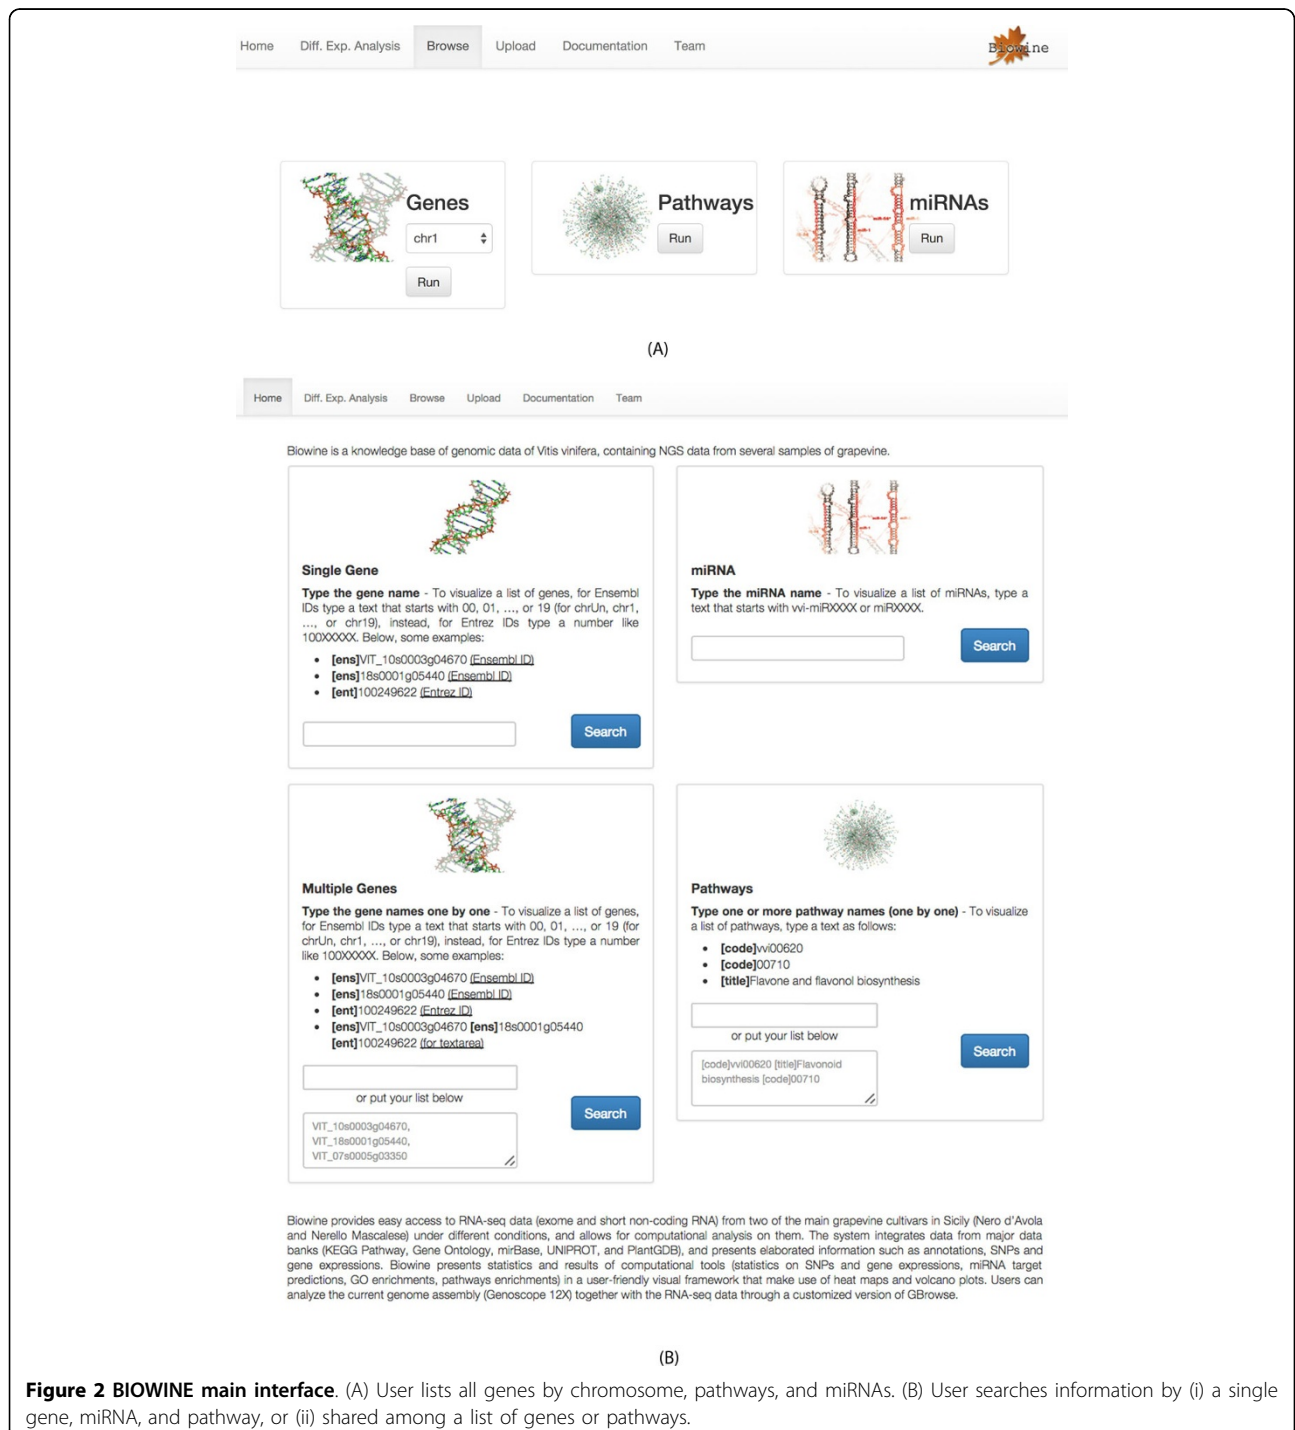 Home Diff. Exp. Analysis Browse Upload Documentation Team
Biowine
Genes
chr1
Run
Pathways
Run
miRNAs
Run
(A)
Home Diff. Exp. Analysis Browse Upload Documentation Team
Biowine is a knowledge base of genomic data of Vitis vinifera, containing NGS data from several samples of grapevine.
Single Gene
Type the gene name - To visualize a list of genes, for Ensembl
IDs type a text that starts with 00, 01, ..., or 19 (for chrUn, chr1,
..., or chr19), instead, for Entrez IDs type a number like
100XXXXX. Below, some examples:
• [ens]VIT_10s0003g04670 (Ensembl ID)
• [ens]18s0001g05440 (Ensembl ID)
• [ent]100249622 (Entrez ID)
Search
miRNA
Type the miRNA name - To visualize a list of miRNAs, type a
text that starts with vvi-miRXXXX or miRXXXX.
Search
Multiple Genes
Type the gene names one by one - To visualize a list of genes,
for Ensembl IDs type a text that starts with 00, 01, ..., or 19 (for
chrUn, chr1, ..., or chr19), instead, for Entrez IDs type a number
like 100XXXXX. Below, some examples:
• [ens]VIT_10s0003g04670 (Ensembl ID)
• [ens]18s0001g05440 (Ensembl ID)
• [ent]100249622 (Entrez ID)
• [ens]VIT_10s0003g04670 [ens]18s0001g05440
[ent]100249622 (for textarea)
or put your list below
VIT_10s0003g04670,
VIT_18s0001g05440,
VIT_07s0005g03350
Search
Pathways
Type one or more pathway names (one by one) - To visualize
a list of pathways, type a text as follows:
• [code]vvi00620
• [code]00710
• [title]Flavone and flavonol biosynthesis
or put your list below
[code]vvi00620 [title]Flavonoid
biosynthesis [code]00710
Search
Biowine provides easy access to RNA-seq data (exome and short non-coding RNA) from two of the main grapevine cultivars in Sicily (Nero d'Avola
and Nerello Mascalese) under different conditions, and allows for computational analysis on them. The system integrates data from major data
banks (KEGG Pathway, Gene Ontology, mirBase, UNIPROT, and PlantGDB), and presents elaborated information such as annotations, SNPs and
gene expressions. Biowine presents statistics and results of computational tools (statistics on SNPs and gene expressions, miRNA target
predictions, GO enrichments, pathways enrichments) in a user-friendly visual framework that make use of heat maps and volcano plots. Users can
analyze the current genome assembly (Genoscope 12X) together with the RNA-seq data through a customized version of GBrowse.
(B)
Figure 2 BIOWINE main interface. (A) User lists all genes by chromosome, pathways, and miRNAs. (B) User searches information by (i) a single
gene, miRNA, and pathway, or (ii) shared among a list of genes or pathways.